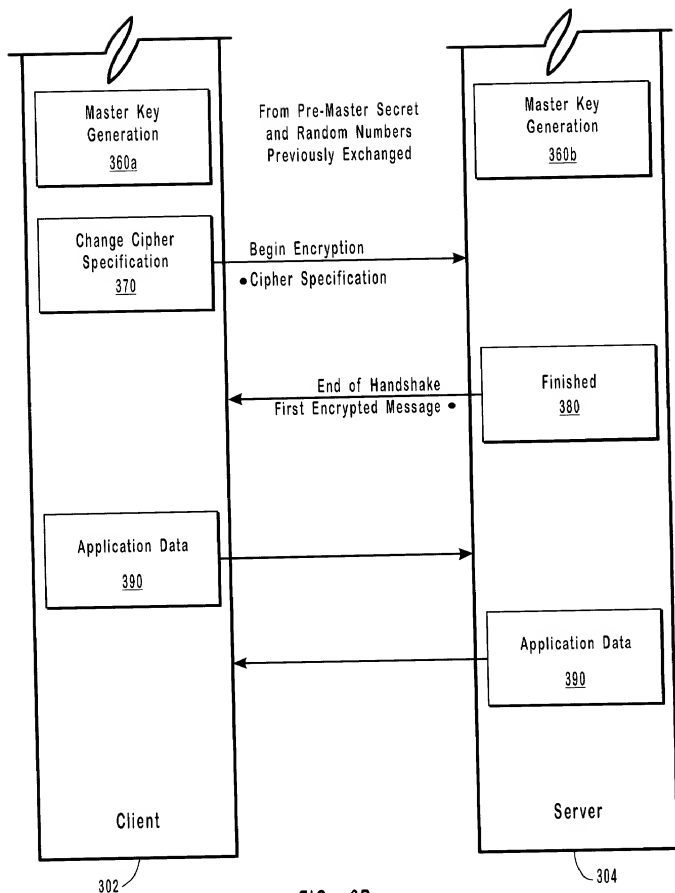 Master Key
Generation
360a
From Pre-Master Secret
and Random Numbers
Previously Exchanged
Master Key
Generation
360b
Change Cipher
Specification
370
Begin Encryption
• Cipher Specification
End of Handshake
First Encrypted Message •
Finished
380
Application Data
390
Application Data
390
Client
Server
302
304